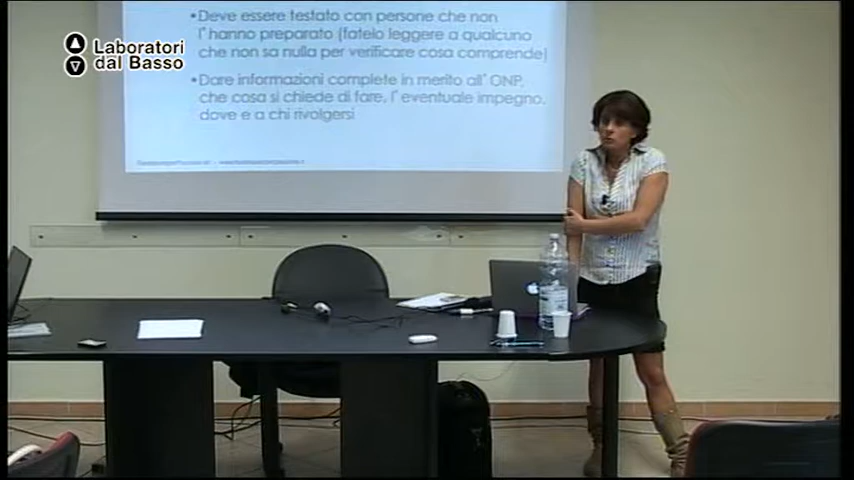 Laboratori
dal Basso
•Deve essere testato con persone che non
l'hanno preparato (fatelo leggere a qualcuno
che non sa nulla per verificare cosa comprende)
•Dare informazioni complete in merito all' ONP,
che cosa si chiede di fare, l'eventuale impegno,
dove e a chi rivolgersi